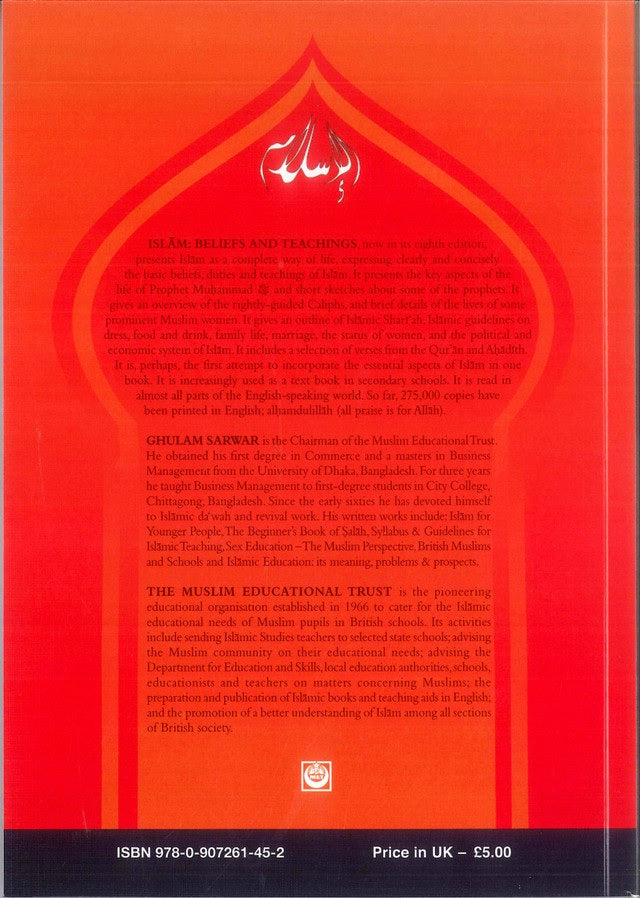 إسلام
ISLĀM: BELIEFS AND TEACHINGS, now in its eighth edition,
presents Islām as a complete way of life, expressing clearly and concisely
the basic beliefs, duties and teachings of Islām. It presents the key aspects of the
life of Prophet Muḥammad ﷺ and short sketches about some of the prophets. It
gives an overview of the rightly-guided Caliphs, and brief details of the lives of some
prominent Muslim women. It gives an outline of Islāmic Sharī'ah, Islāmic guidelines on
dress, food and drink, family life, marriage, the status of women, and the political and
economic system of Islām. It includes a selection of verses from the Qur'ān and Aḥādīth.
It is, perhaps, the first attempt to incorporate the essential aspects of Islām in one
book. It is increasingly used as a text book in secondary schools. It is read in
almost all parts of the English-speaking world. So far, 275,000 copies have
been printed in English; alḥamdulillāh (all praise is for Allāh).
GHULAM SARWAR is the Chairman of the Muslim Educational Trust.
He obtained his first degree in Commerce and a masters in Business
Management from the University of Dhaka, Bangladesh. For three years
he taught Business Management to first-degree students in City College,
Chittagong, Bangladesh. Since the early sixties he has devoted himself
to Islāmic da'wah and revival work. His written works include: Islām for
Younger People, The Beginner's Book of Ṣalāh, Syllabus & Guidelines for
Islāmic Teaching, Sex Education – The Muslim Perspective, British Muslims
and Schools and Islāmic Education: its meaning, problems & prospects.
THE MUSLIM EDUCATIONAL TRUST is the pioneering
educational organisation established in 1966 to cater for the Islāmic
educational needs of Muslim pupils in British schools. Its activities
include sending Islāmic Studies teachers to selected state schools; advising
the Muslim community on their educational needs; advising the
Department for Education and Skills, local education authorities, schools,
educationists and teachers on matters concerning Muslims; the
preparation and publication of Islāmic books and teaching aids in English;
and the promotion of a better understanding of Islām among all sections
of British society.
MET
ISBN 978-0-907261-45-2 Price in UK – £5.00